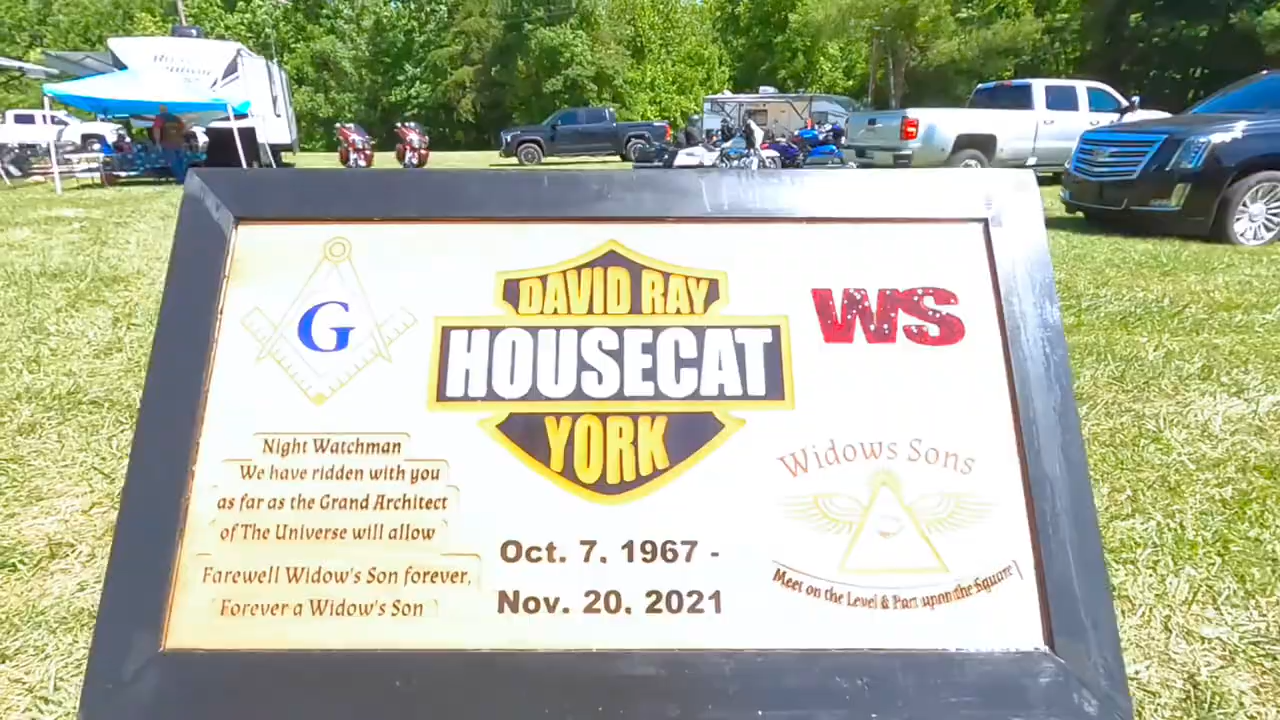 G
DAVID RAY
HOUSECAT
YORK
WS
Night Watchman
We have ridden with you
as far as the Grand Architect
of The Universe will allow
Farewell Widow's Son forever,
Forever a Widow's Son
Oct. 7, 1967 -
Nov. 20, 2021
Widows Sons
Meet on the Level & Part upon the Square